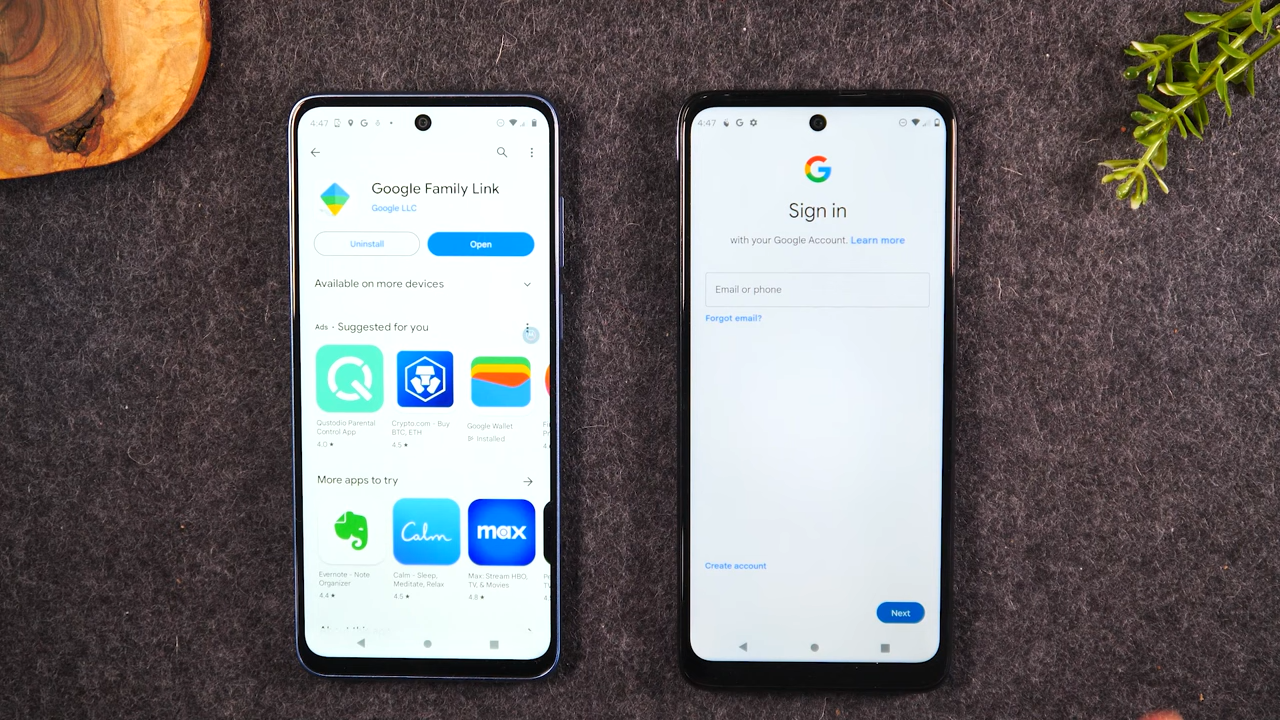 4:47
Google Family Link
Google LLC
Uninstall
Open
Available on more devices
Ads · Suggested for you
Qustodio Parental
Control App
4.0 ★
Crypto.com - Buy
BTC, ETH
4.5 ★
Google Wallet
Installed
More apps to try
Calm
max
Evernote - Note
Organizer
4.4 ★
Calm - Sleep,
Meditate, Relax
4.5 ★
Max: Stream HBO,
TV, & Movies
4.8 ★
4:47
Sign in
with your Google Account. Learn more
Email or phone
Forgot email?
Create account
Next